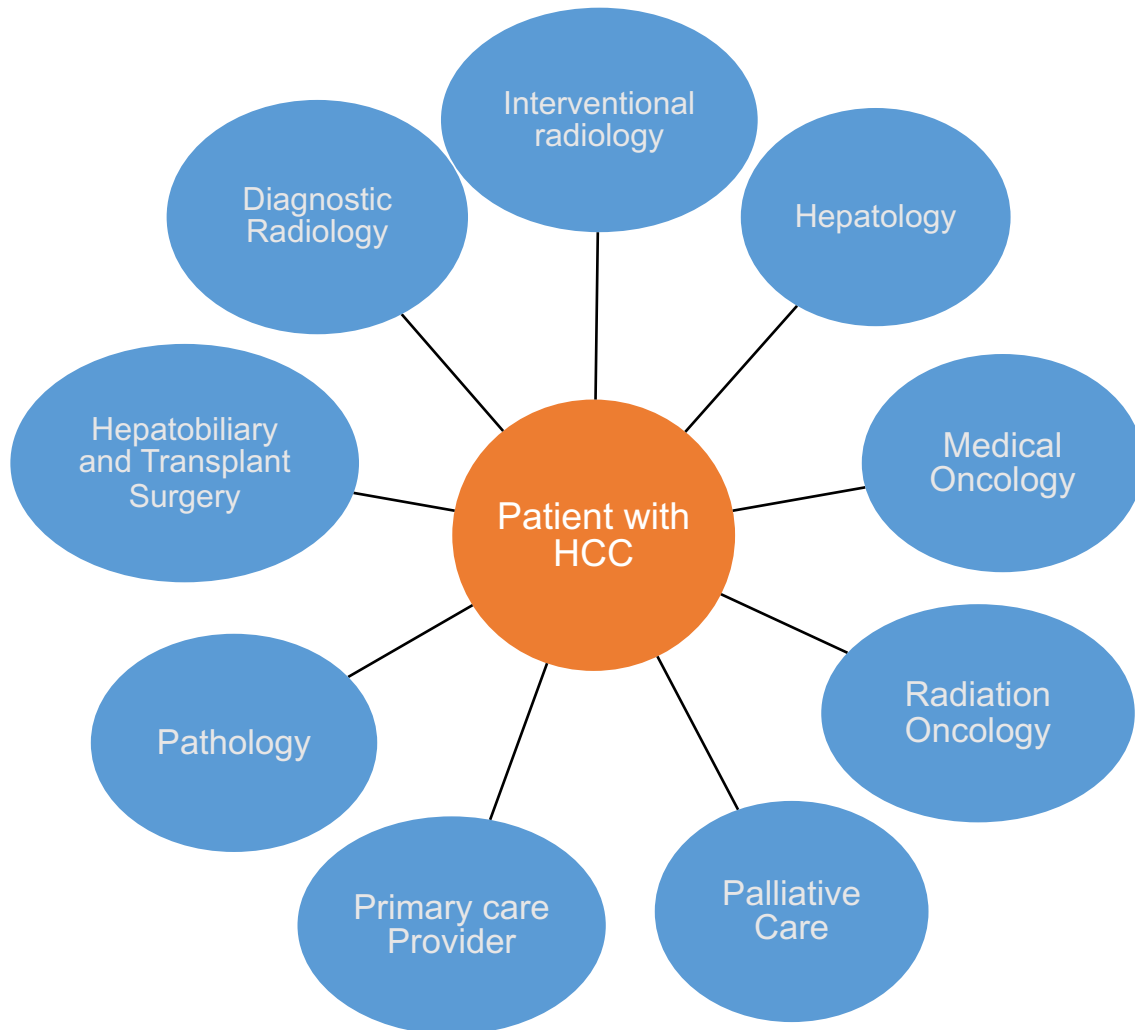 Interventional
radiology
Diagnostic
Radiology
Hepatology
Hepatobiliary
and Transplant
Surgery
Medical
Oncology
Patient with
HCC
Radiation
Oncology
Pathology
Palliative
Care
Primary care
Provider